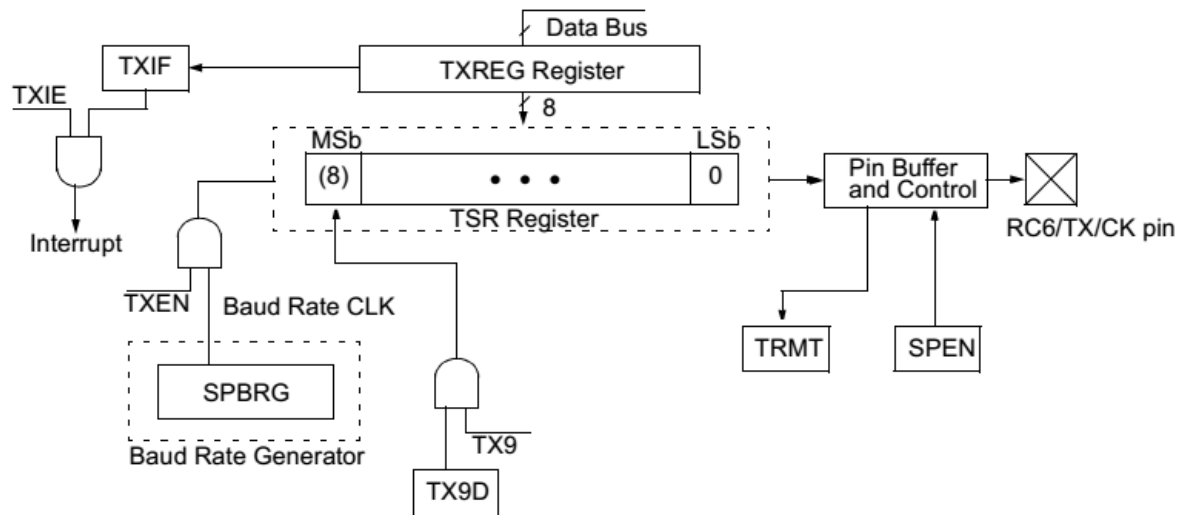 Data Bus
TXIF
TXREG Register
TXIE
8
MSb
LSb
(8)
• • •
0
Pin Buffer
and Control
TSR Register
RC6/TX/CK pin
Interrupt
TXEN
Baud Rate CLK
TRMT
SPEN
SPBRG
TX9
Baud Rate Generator
TX9D